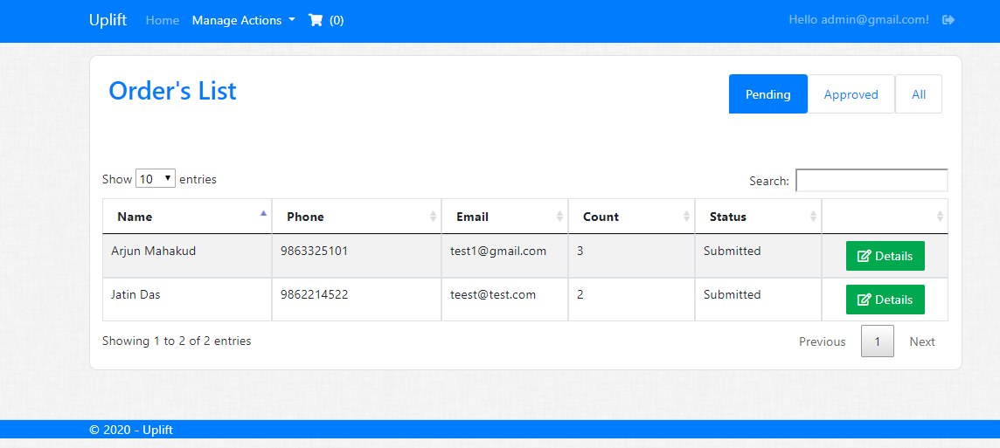 Uplift Home Manage Actions (0) Hello admin@gmail.com!
Order's List Pending Approved All
Show 10 entries Search:
Name Phone Email Count Status
Arjun Mahakud 9863325101 test1@gmail.com 3 Submitted Details
Jatin Das 9862214522 teest@test.com 2 Submitted Details
Showing 1 to 2 of 2 entries Previous 1 Next
© 2020 - Uplift